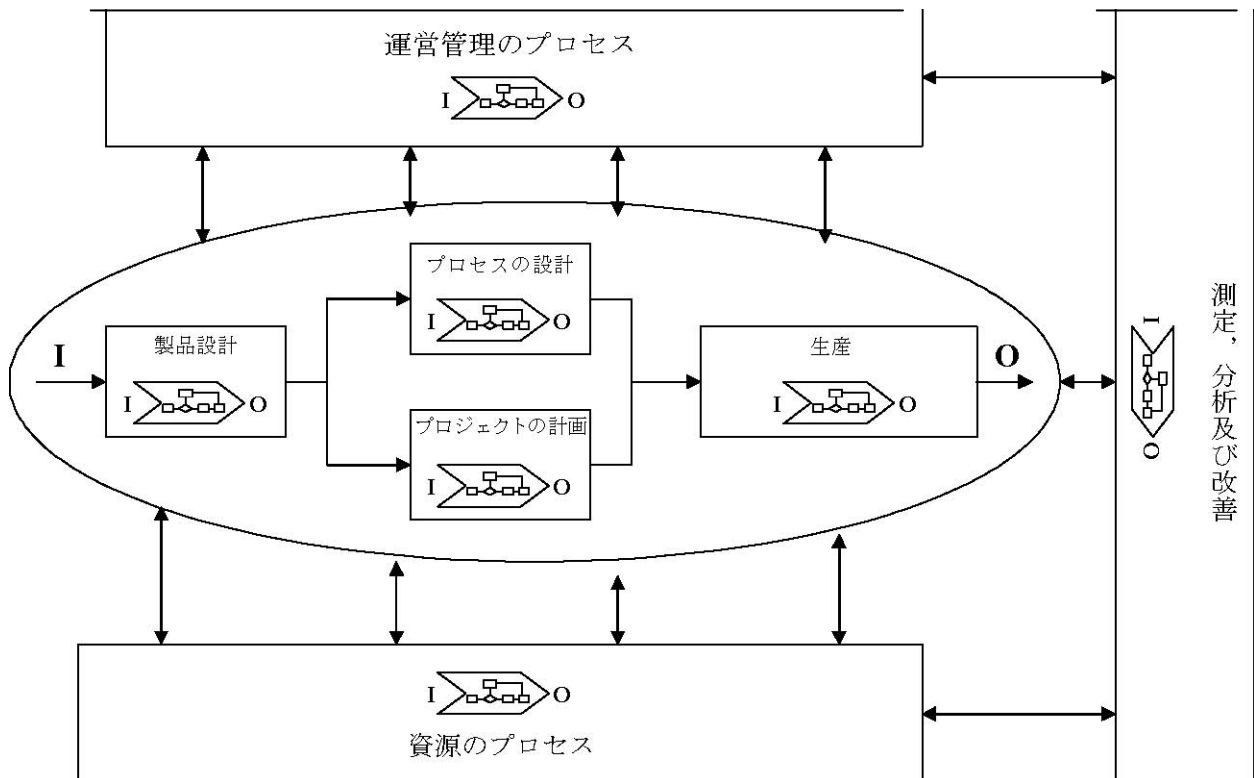 運営管理のプロセス
I O
プロセスの設計
I O
I
製品設計
I O
プロジェクトの計画
I O
生産
I O
O
I O
資源のプロセス
測定，分析及び改善
I O